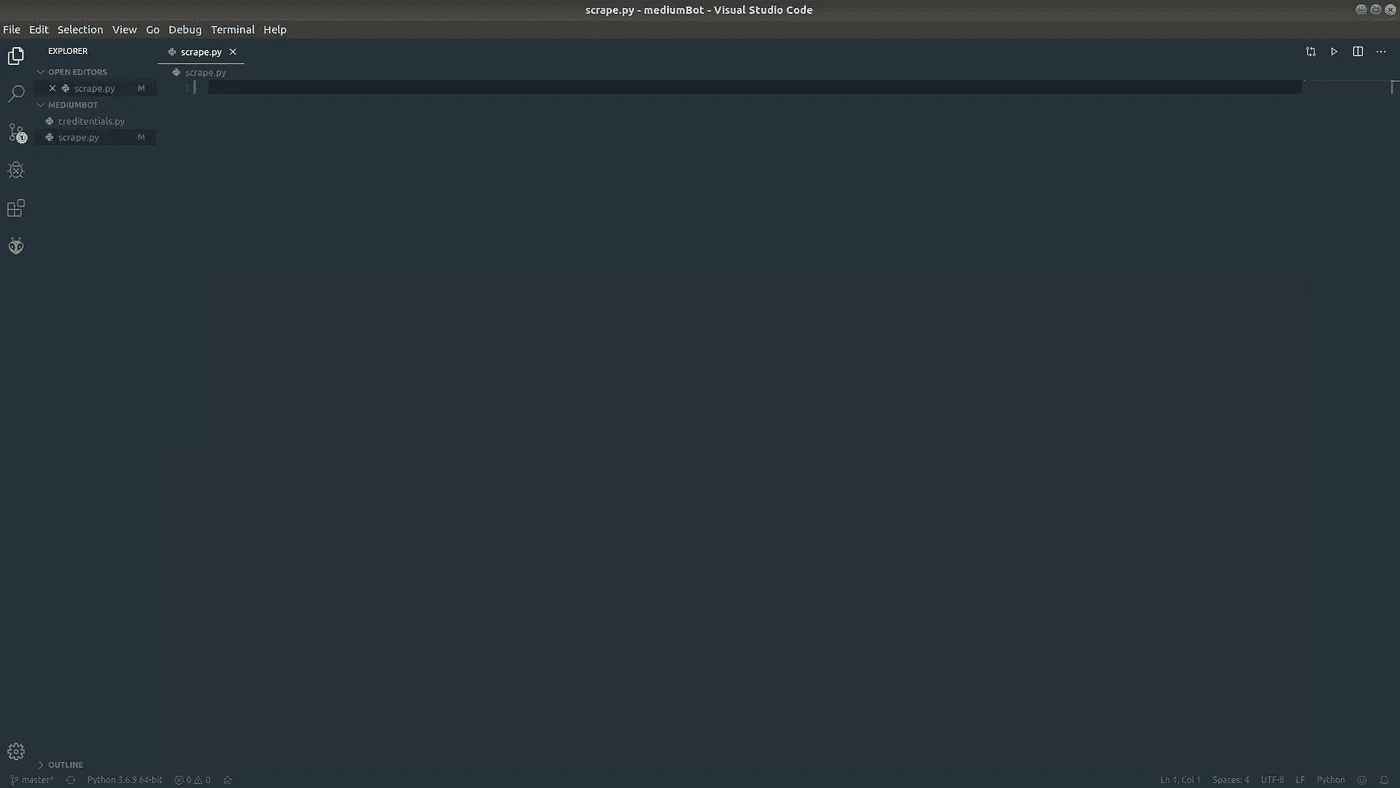 scrape.py - mediumBot - Visual Studio Code
File Edit Selection View Go Debug Terminal Help
EXPLORER
scrape.py
OPEN EDITORS
scrape.py
scrape.py M
1
MEDIUMBOT
creditentials.py
scrape.py M
1
OUTLINE
master* Python 3.6.9 64-bit 0 0 Ln 1, Col 1 Spaces: 4 UTF-8 LF Python